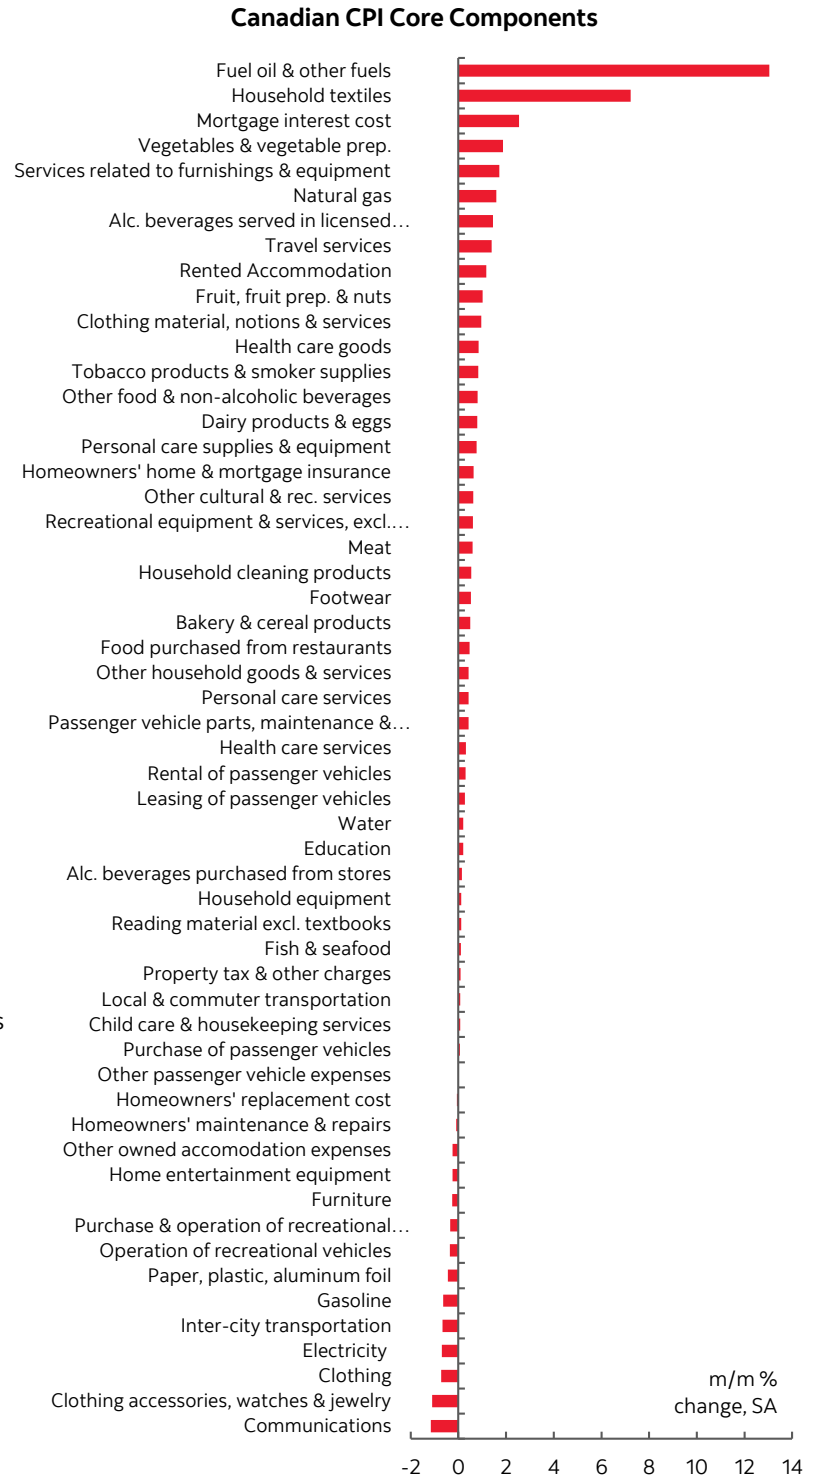 Canadian CPI Core Components
Fuel oil & other fuels
Household textiles
Mortgage interest cost
Vegetables & vegetable prep.
Services related to furnishings & equipment
Natural gas
Alc. beverages served in licensed…
Travel services
Rented Accommodation
Fruit, fruit prep. & nuts
Clothing material, notions & services
Health care goods
Tobacco products & smoker supplies
Other food & non-alcoholic beverages
Dairy products & eggs
Personal care supplies & equipment
Homeowners' home & mortgage insurance
Other cultural & rec. services
Recreational equipment & services, excl.…
Meat
Household cleaning products
Footwear
Bakery & cereal products
Food purchased from restaurants
Other household goods & services
Personal care services
Passenger vehicle parts, maintenance &…
Health care services
Rental of passenger vehicles
Leasing of passenger vehicles
Water
Education
Alc. beverages purchased from stores
Household equipment
Reading material excl. textbooks
Fish & seafood
Property tax & other charges
Local & commuter transportation
s
Child care & housekeeping services
Purchase of passenger vehicles
Other passenger vehicle expenses
Homeowners' replacement cost
Homeowners' maintenance & repairs
Other owned accomodation expenses
Home entertainment equipment
Furniture
Purchase & operation of recreational…
Operation of recreational vehicles
Paper, plastic, aluminum foil
Gasoline
Inter-city transportation
Electricity
Clothing
Clothing accessories, watches & jewelry
Communications
m/m %
change, SA
-2 0 2 4 6 8 10 12 14